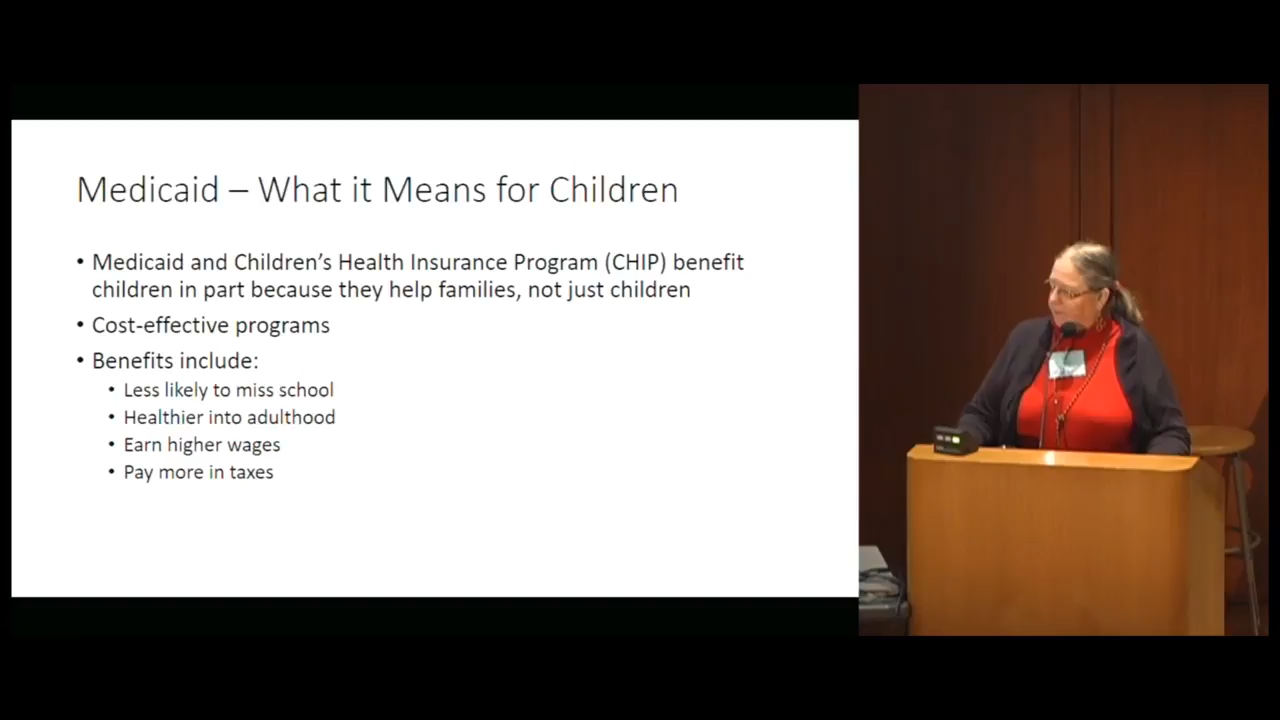 Medicaid – What it Means for Children
• Medicaid and Children’s Health Insurance Program (CHIP) benefit
children in part because they help families, not just children
• Cost-effective programs
• Benefits include:
• Less likely to miss school
• Healthier into adulthood
• Earn higher wages
• Pay more in taxes